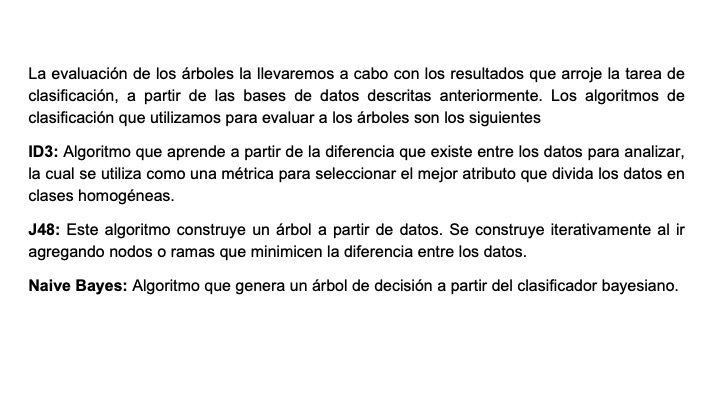 La evaluación de los árboles la llevaremos a cabo con los resultados que arroje la tarea de
clasificación, a partir de las bases de datos descritas anteriormente. Los algoritmos de
clasificación que utilizamos para evaluar a los árboles son los siguientes
ID3: Algoritmo que aprende a partir de la diferencia que existe entre los datos para analizar,
la cual se utiliza como una métrica para seleccionar el mejor atributo que divida los datos en
clases homogéneas.
J48: Este algoritmo construye un árbol a partir de datos. Se construye iterativamente al ir
agregando nodos o ramas que minimicen la diferencia entre los datos.
Naive Bayes: Algoritmo que genera un árbol de decisión a partir del clasificador bayesiano.